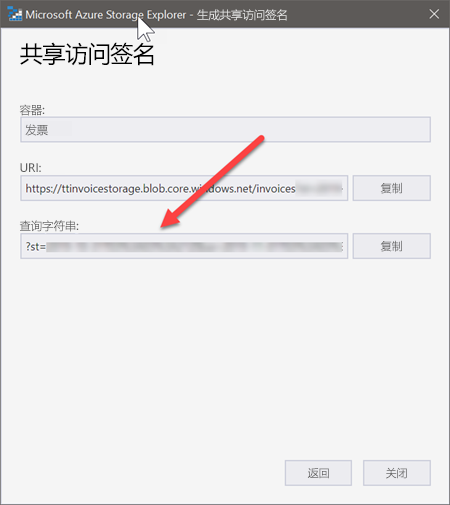 Microsoft Azure Storage Explorer - 生成共享访问签名
共享访问签名
容器:
发票
URI:
https://ttinvoicestorage.blob.core.windows.net/invoices
复制
查询字符串:
?st=
复制
返回
关闭